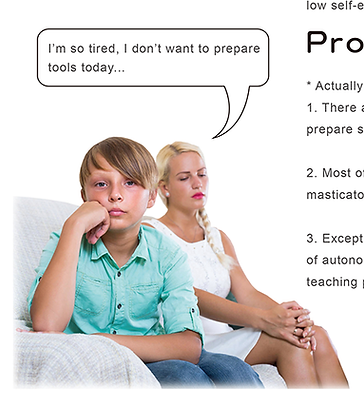 low self-e
I'm so tired, I don't want to prepare
tools today...
Pro
* Actually
1. There a
prepare s
2. Most of
masticato
3. Except
of autono
teaching p